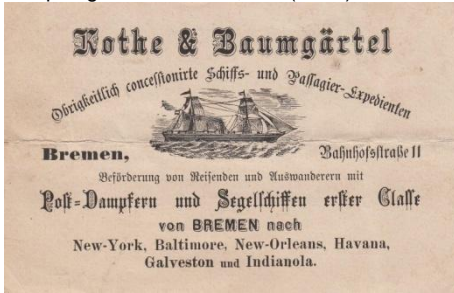 Kothe & Baumgärtel
Obrigkeitlich concessionirte Schiffs- und Passagier-Expedienten
Bremen, Bahnhofsstraße 11
Beförderung von Reisenden und Auswanderern mit
Post-Dampfern und Segelschiffen erster Classe
von BREMEN nach
New-York, Baltimore, New-Orleans, Havana,
Galveston und Indianola.